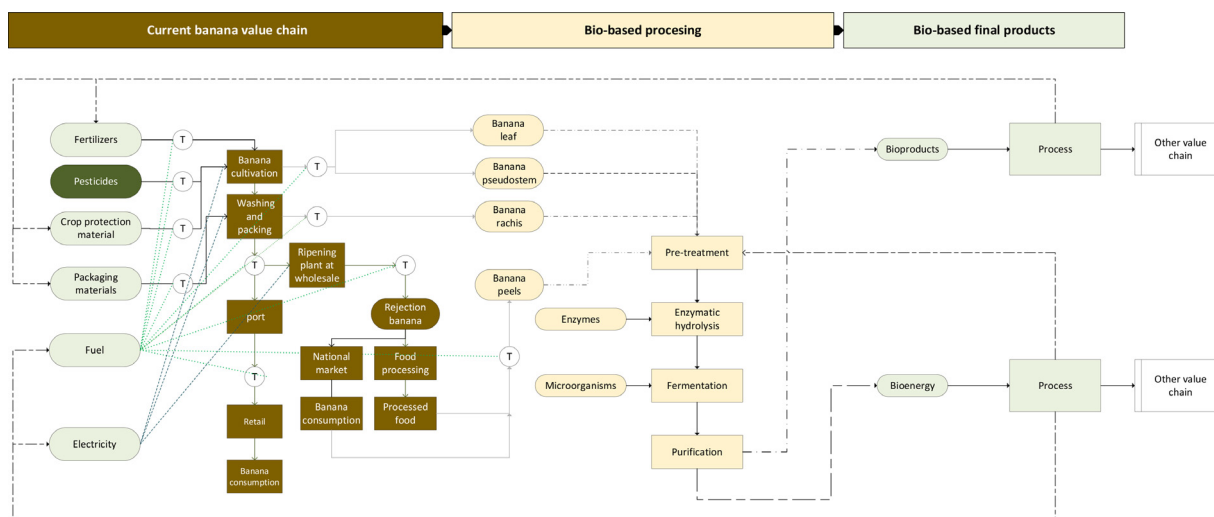 Current banana value chain
Bio-based procesing
Bio-based final products
Fertilizers
T
Pesticides
T
Crop protection
material
T
Packaging
materials
T
Fuel
Electricity
Banana
cultivation
T
Washing
and
packing
T
T
Ripening
plant at
wholesale
T
port
T
Retail
Banana
consumption
Rejection
banana
National
market
Food
processing
Banana
consumption
Processed
food
T
Banana
leaf
Banana
pseudostem
Banana
rachis
Banana
peels
Enzymes
Microorganisms
Pre-treatment
Enzymatic
hydrolysis
Fermentation
Purification
Bioproducts
Process
Other value
chain
Bioenergy
Process
Other value
chain